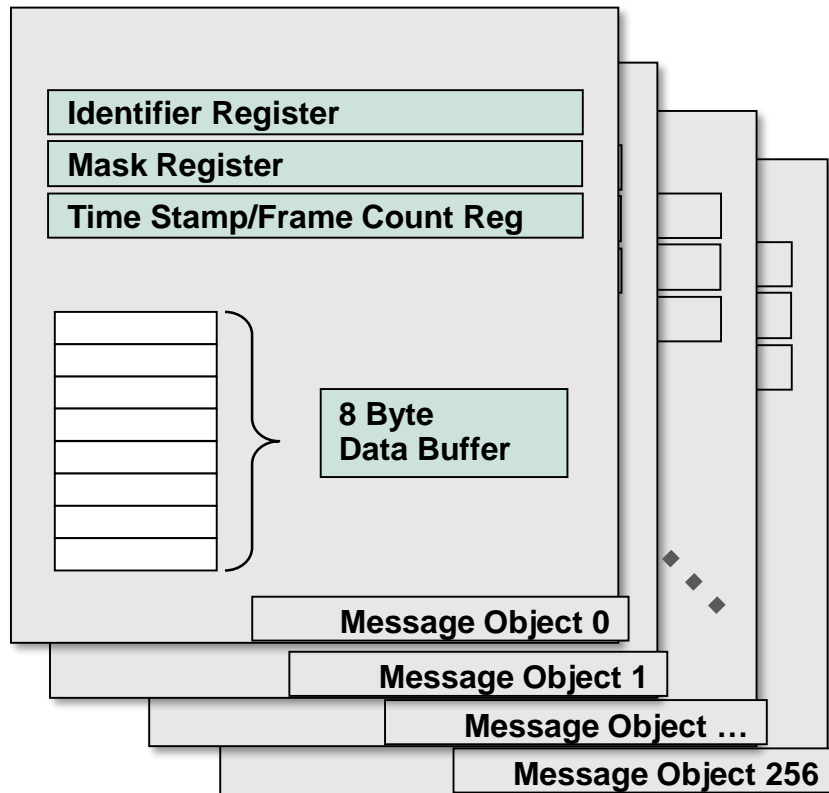 Identifier Register
Mask Register
Time Stamp/Frame Count Reg
8 Byte
Data Buffer
Message Object 0
Message Object 1
Message Object …
Message Object 256